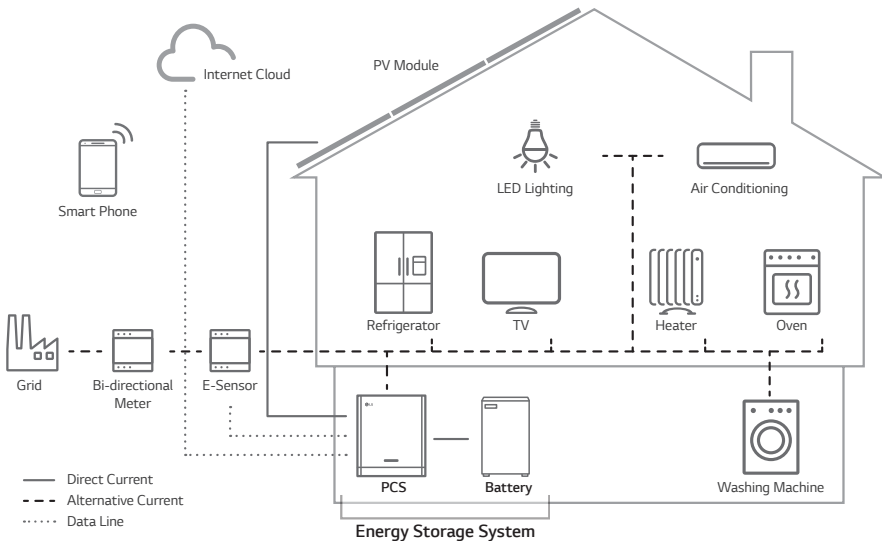 Internet Cloud
PV Module
Smart Phone
LED Lighting
Air Conditioning
Refrigerator
TV
Heater
Oven
Grid
Bi-directional
Meter
E-Sensor
LG
PCS
Battery
Washing Machine
Direct Current
Alternative Current
Data Line
Energy Storage System